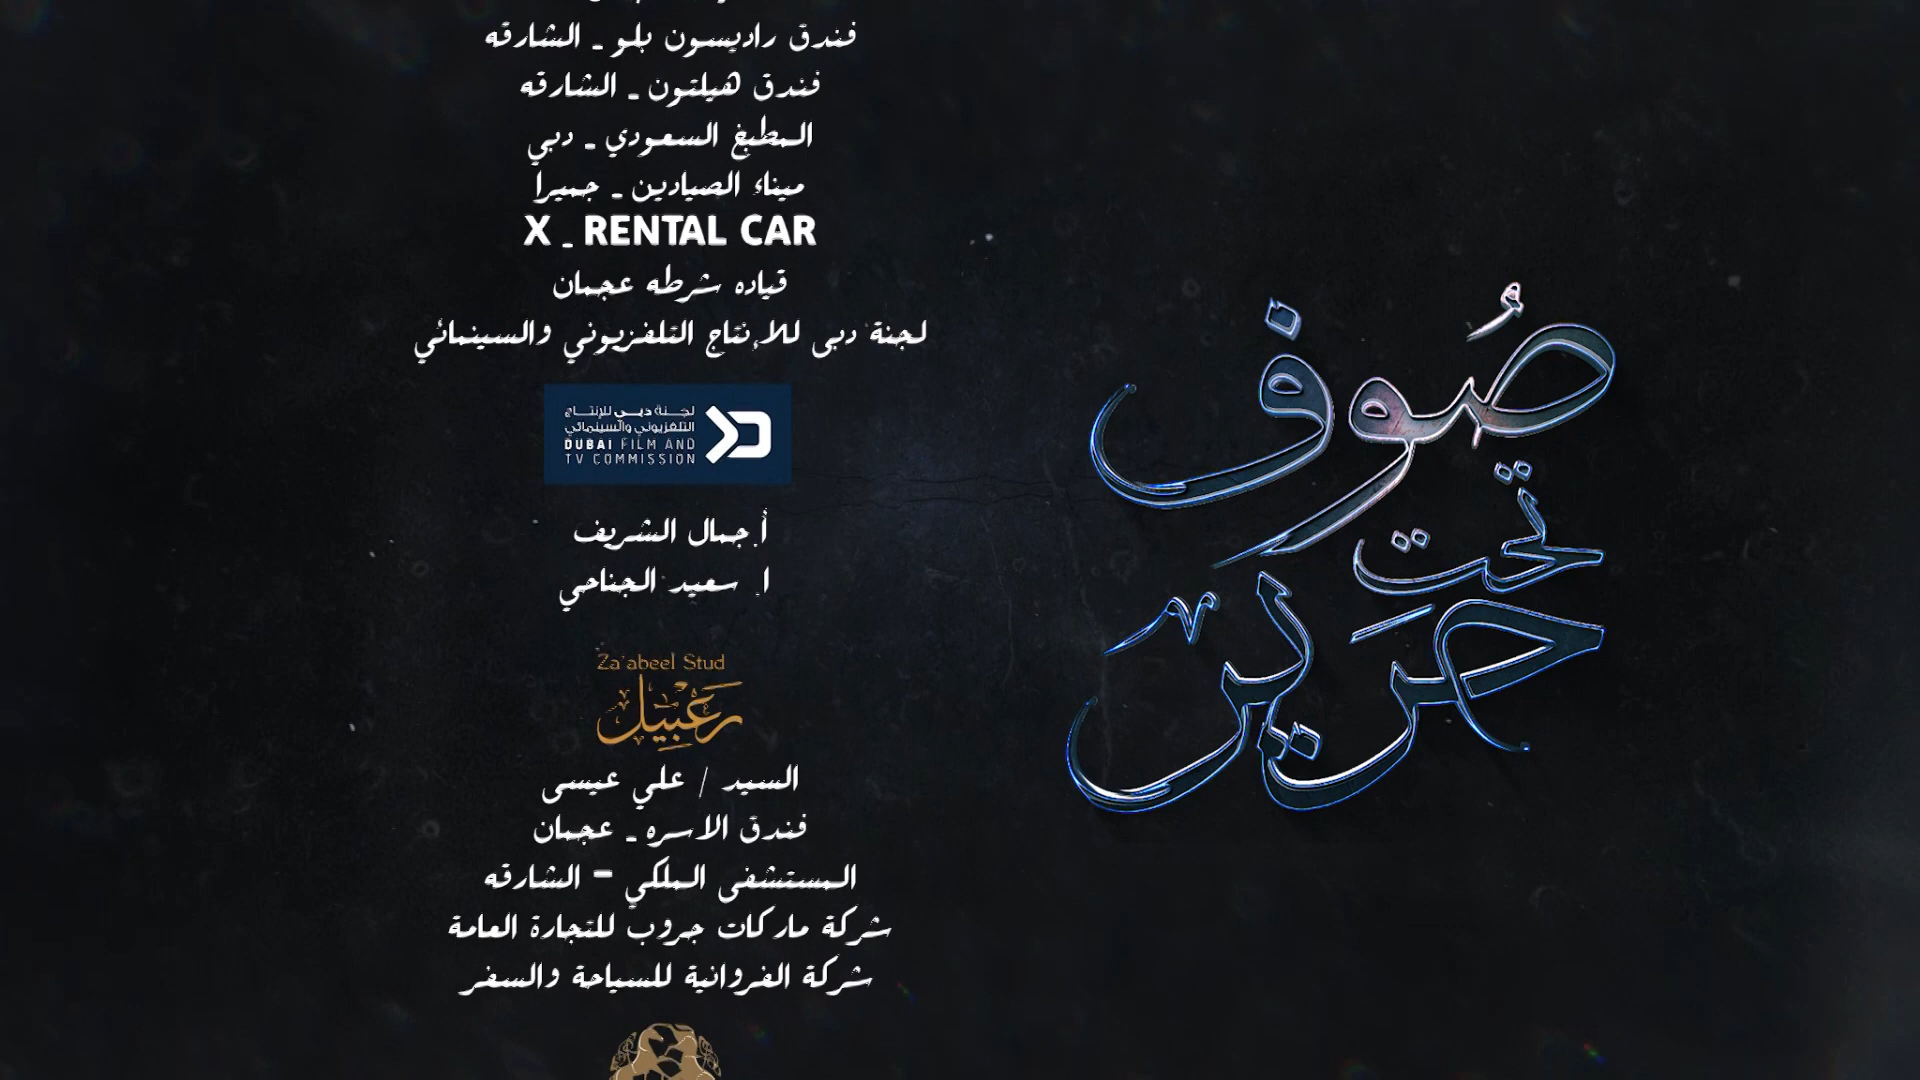 فندق راديسون بلو - الشارقه
فندق هيلتون - الشارقه
المطبخ السعودي - دبي
ميناء الصيادين - جميرا
X - RENTAL CAR
قياده شرطه عجمان
لجنة دبى للإنتاج التلفزيوني والسينمائي
لجنة دبي للإنتاج
التلفزيوني والسينمائي
DUBAI FILM AND
TV COMMISSION
أ. جمال الشريف
ا. سعيد الجناحي
Za'abeel Stud
زعبيل
السيد / علي عيسى
فندق الاسره - عجمان
المستشفى الملكي - الشارقه
شركة ماركات جروب للتجارة العامة
شركة الفروانية للسياحة والسفر
صُوف
تحت
حرير